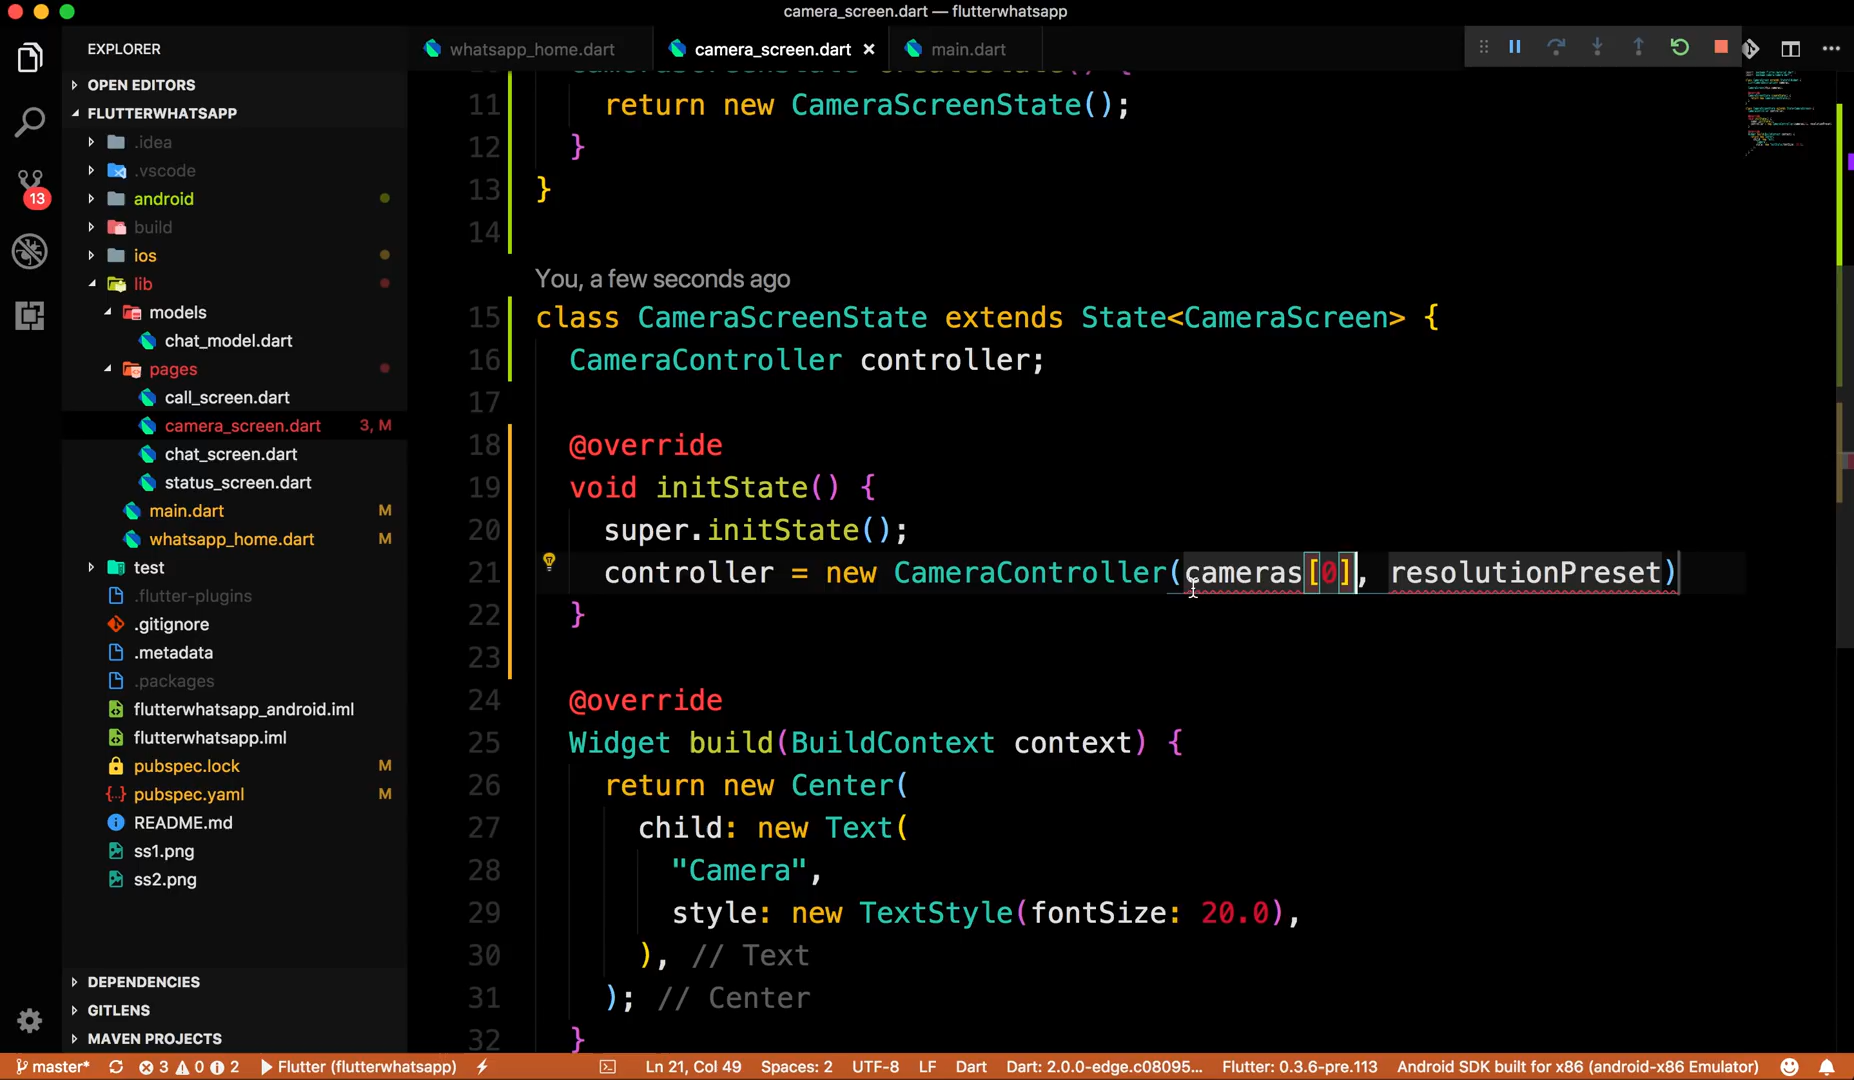 camera_screen.dart — flutterwhatsapp
EXPLORER
OPEN EDITORS
FLUTTERWHATSAPP
.idea
.vscode
android
build
ios
lib
models
chat_model.dart
pages
call_screen.dart
camera_screen.dart 3, M
chat_screen.dart
status_screen.dart
main.dart M
whatsapp_home.dart M
test
.flutter-plugins
.gitignore
.metadata
.packages
flutterwhatsapp_android.iml
flutterwhatsapp.iml
pubspec.lock M
pubspec.yaml M
README.md
ss1.png
ss2.png
DEPENDENCIES
GITLENS
MAVEN PROJECTS
13
whatsapp_home.dart
camera_screen.dart
main.dart
11 return new CameraScreenState();
12 }
13 }
14
You, a few seconds ago
15 class CameraScreenState extends State<CameraScreen> {
16 CameraController controller;
17
18 @override
19 void initState() {
20 super.initState();
21 controller = new CameraController(cameras[0], resolutionPreset)
22 }
23
24 @override
25 Widget build(BuildContext context) {
26 return new Center(
27 child: new Text(
28 "Camera",
29 style: new TextStyle(fontSize: 20.0),
30 ), // Text
31 ); // Center
32 }
master* 3 0 2 Flutter (flutterwhatsapp) Ln 21, Col 49 Spaces: 2 UTF-8 LF Dart Dart: 2.0.0-edge.c08095... Flutter: 0.3.6-pre.113 Android SDK built for x86 (android-x86 Emulator)